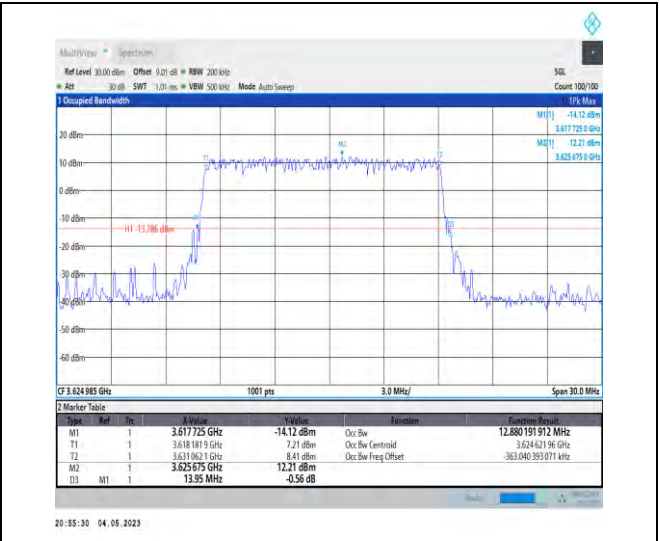 MultiView Spectrum
Ref Level 30.00 dBm Offset 9.01 dB RBW 200 kHz SGL
Att 30 dB SWT 1.01 ms VBW 500 kHz Mode Auto Sweep Count 100/100
1 Occupied Bandwidth 1Pk Max
M1[1] -14.12 dBm
3.617 725 0 GHz
M2[1] 12.21 dBm
3.625 675 0 GHz
20 dBm
M2
T1 T2
10 dBm
0 dBm
-10 dBm
H1 -13.786 dBm
-20 dBm
-30 dBm
-40 dBm
-50 dBm
-60 dBm
CF 3.624 985 GHz 1001 pts 3.0 MHz/ Span 30.0 MHz
2 Marker Table
Type Ref Trc X-Value Y-Value Function Function Result
M1 1 3.617 725 GHz -14.12 dBm Occ Bw 12.880 191 912 MHz
T1 1 3.618 181 9 GHz 7.21 dBm Occ Bw Centroid 3.624 621 96 GHz
T2 1 3.631 062 1 GHz 8.41 dBm Occ Bw Freq Offset -363.040 393 071 kHz
M2 1 3.625 675 GHz 12.21 dBm
D3 M1 1 13.95 MHz -0.56 dB
20:55:30 04.05.2023